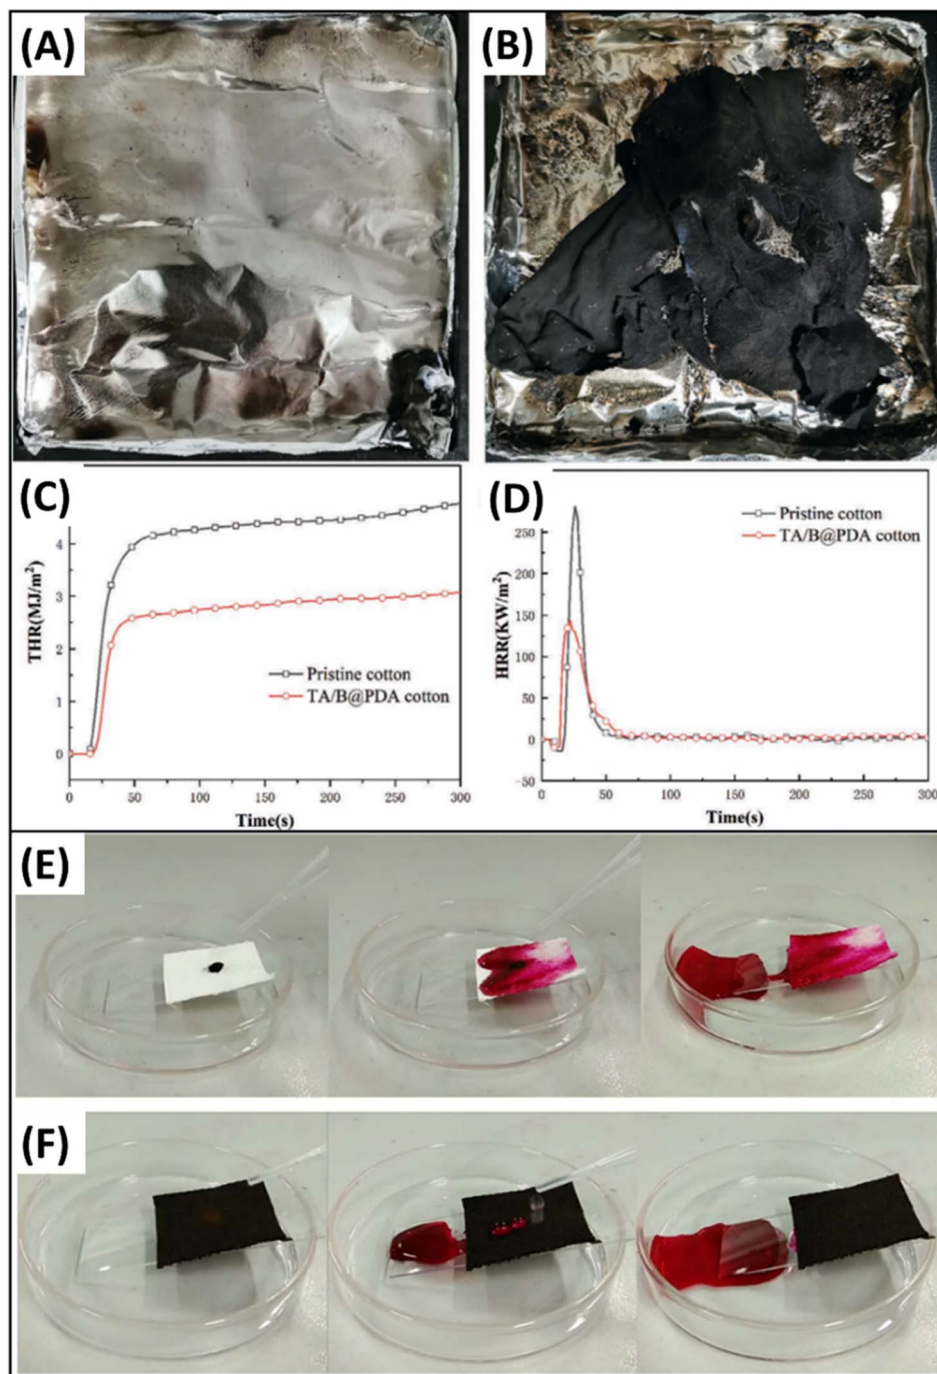 (A)
(B)
(C)
4
3
2
1
0
THR(MJ/m²)
Pristine cotton
TA/B@PDA cotton
0 50 100 150 200 250 300
Time(s)
(D)
250
200
150
100
50
0
-50
HRR(KW/m²)
Pristine cotton
TA/B@PDA cotton
0 50 100 150 200 250 300
Time(s)
(E)
(F)